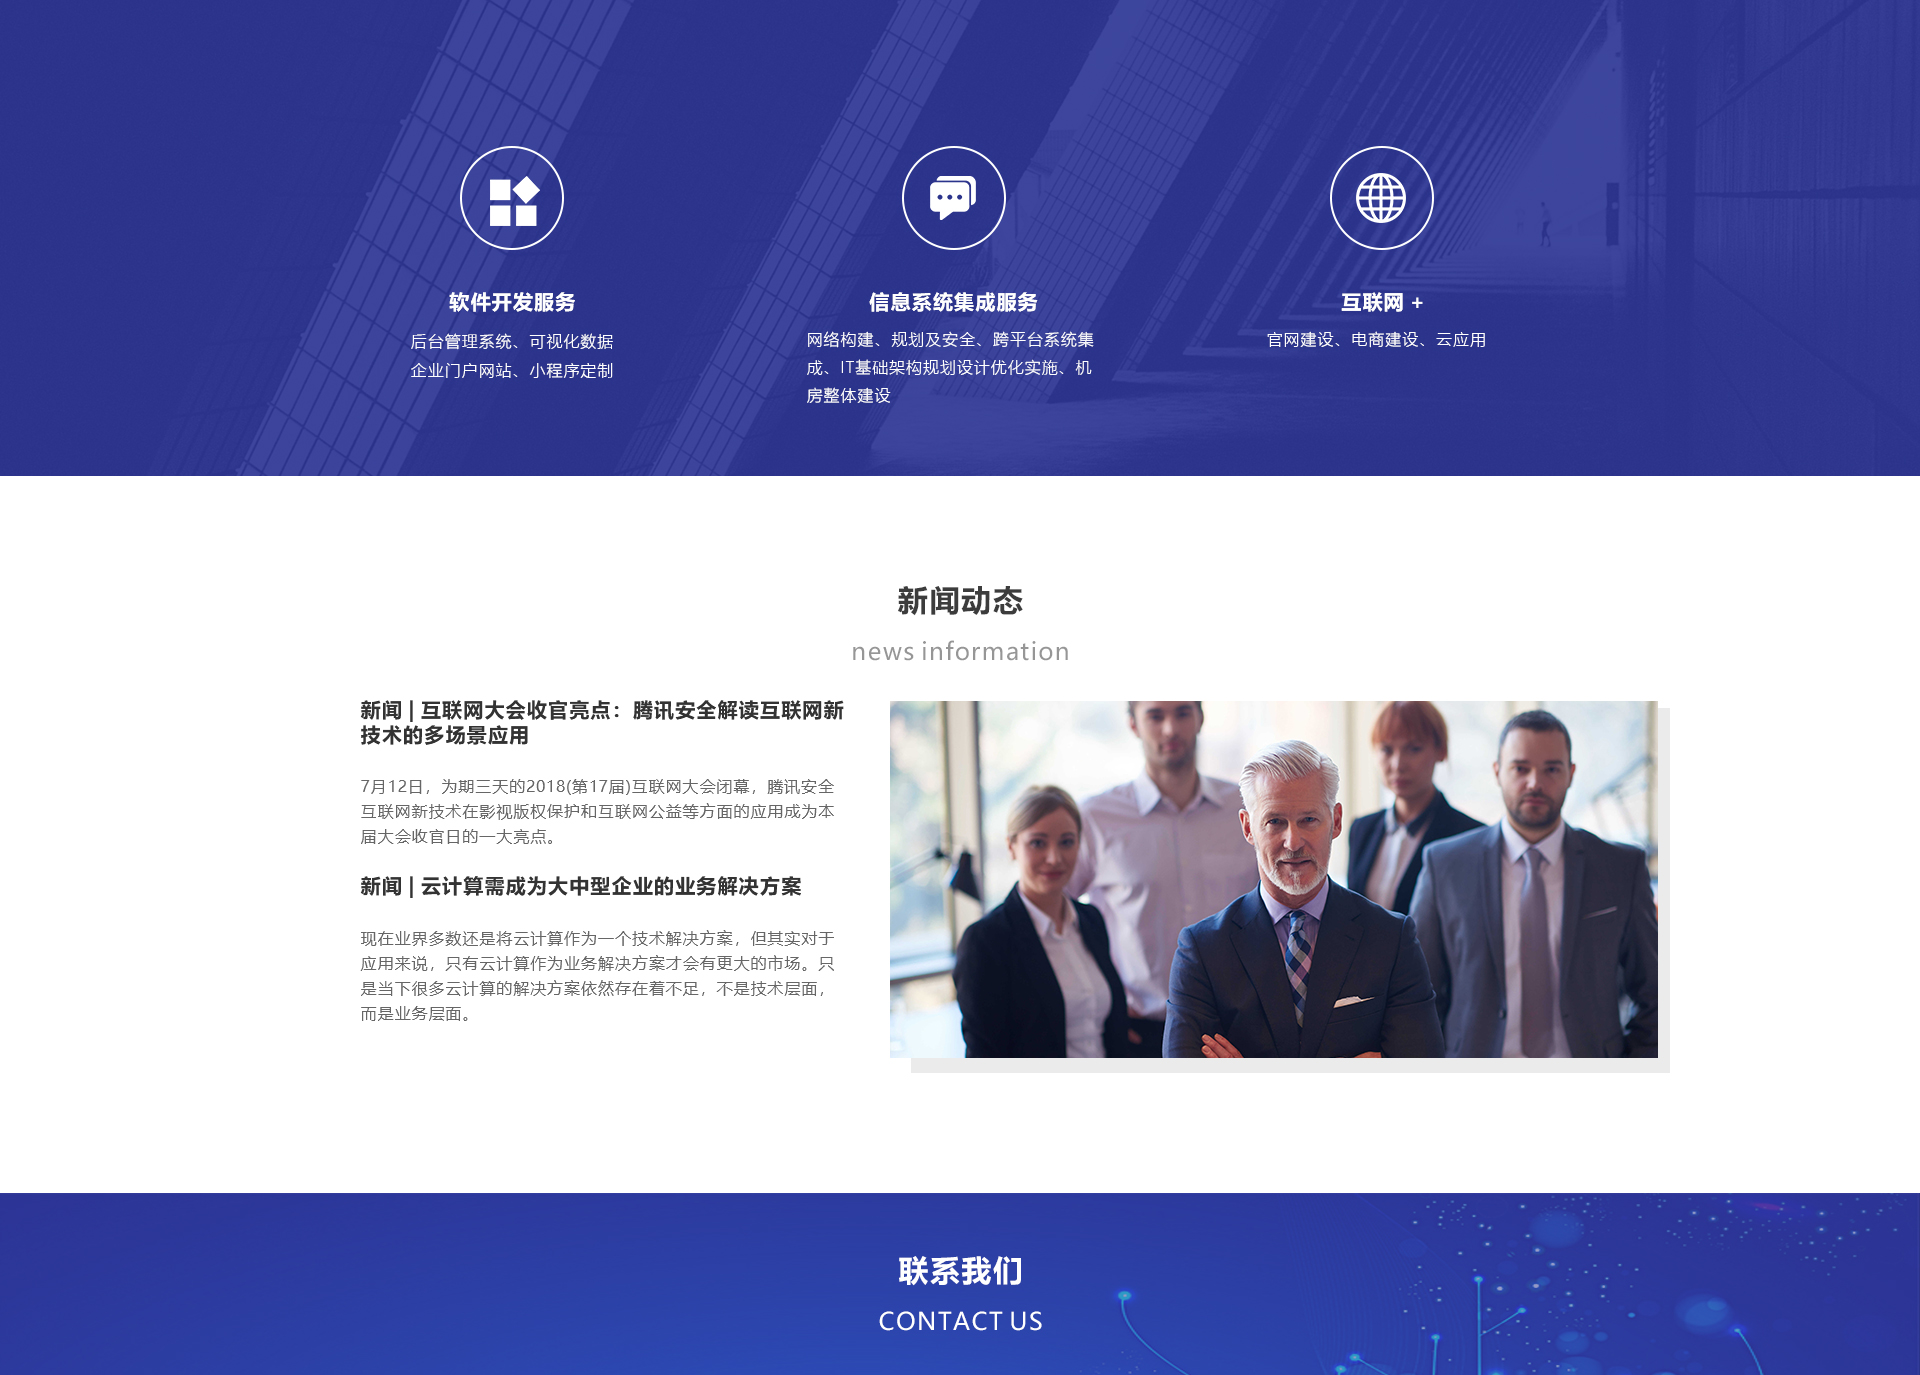 软件开发服务
后台管理系统、可视化数据
企业门户网站、小程序定制
信息系统集成服务
网络构建、规划及安全、跨平台系统集
成、IT基础架构规划设计优化实施、机
房整体建设
互联网 +
官网建设、电商建设、云应用
新闻动态
news information
新闻 | 互联网大会收官亮点：腾讯安全解读互联网新
技术的多场景应用
7月12日，为期三天的2018(第17届)互联网大会闭幕，腾讯安全
互联网新技术在影视版权保护和互联网公益等方面的应用成为本
届大会收官日的一大亮点。
新闻 | 云计算需成为大中型企业的业务解决方案
现在业界多数还是将云计算作为一个技术解决方案，但其实对于
应用来说，只有云计算作为业务解决方案才会有更大的市场。只
是当下很多云计算的解决方案依然存在着不足，不是技术层面，
而是业务层面。
联系我们
CONTACT US